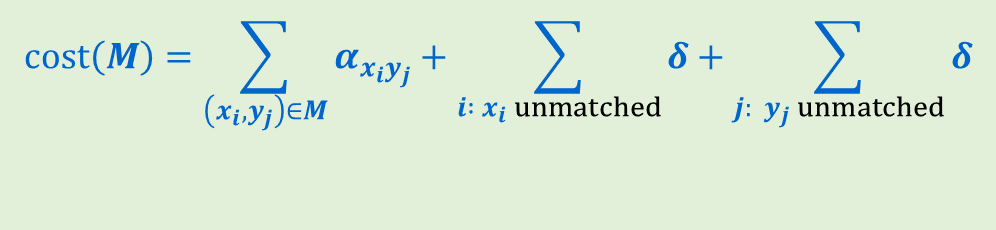 cost(M) = ∑ α_{x_i y_j} + ∑ δ + ∑ δ
(x_i,y_j)∈M i: x_i unmatched j: y_j unmatched